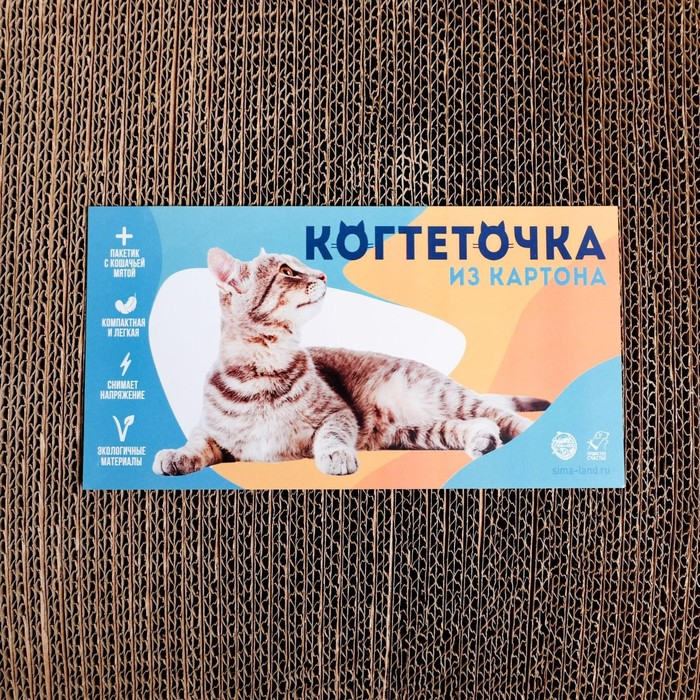 КОГТЕТОЧКА
ИЗ КАРТОНА
ПАКЕТИК
С КОШАЧЬЕЙ
МЯТОЙ
КОМПАКТНАЯ
И ЛЕГКАЯ
СНИМАЕТ
НАПРЯЖЕНИЕ
ЭКОЛОГИЧНЫЕ
МАТЕРИАЛЫ
sima-land.ru